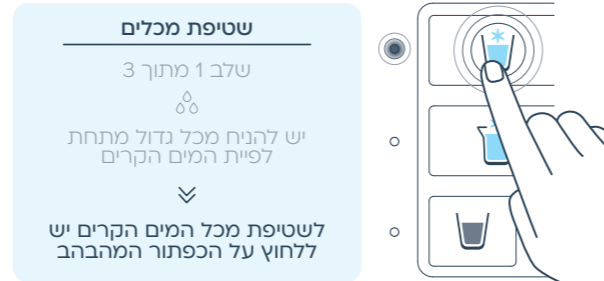 שטיפת מכלים
שלב 1 מתוך 3
יש להניח מכל גדול מתחת
לפיית המים הקרים
לשטיפת מכל המים הקרים יש
ללחוץ על הכפתור המהבהב